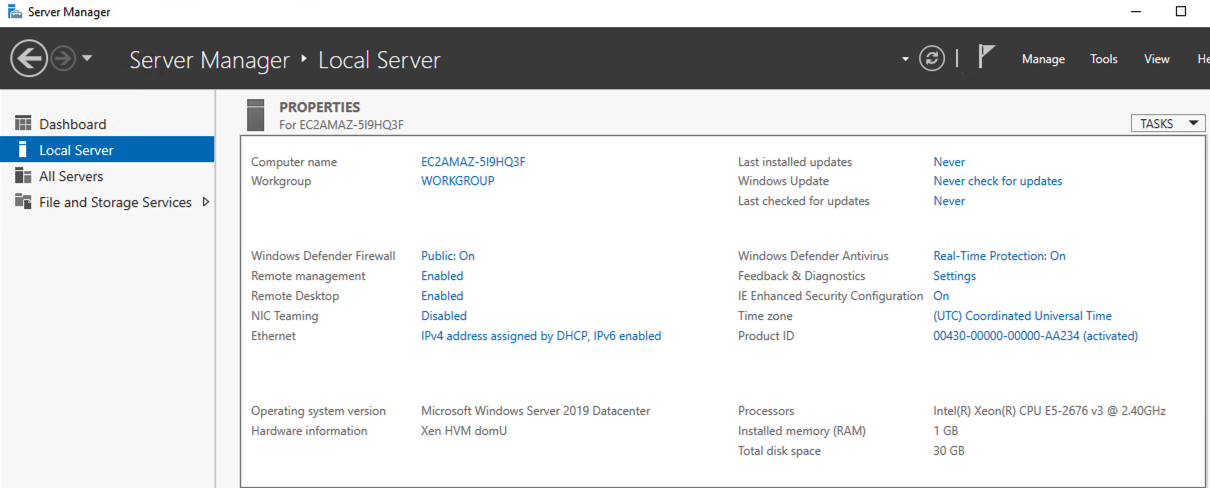 Server Manager
Server Manager ‣ Local Server
Manage Tools View He
Dashboard
Local Server
All Servers
File and Storage Services
PROPERTIES
For EC2AMAZ-5I9HQ3F
TASKS
Computer name EC2AMAZ-5I9HQ3F
Workgroup WORKGROUP
Last installed updates Never
Windows Update Never check for updates
Last checked for updates Never
Windows Defender Firewall Public: On
Remote management Enabled
Remote Desktop Enabled
NIC Teaming Disabled
Ethernet IPv4 address assigned by DHCP, IPv6 enabled
Windows Defender Antivirus Real-Time Protection: On
Feedback & Diagnostics Settings
IE Enhanced Security Configuration On
Time zone (UTC) Coordinated Universal Time
Product ID 00430-00000-00000-AA234 (activated)
Operating system version Microsoft Windows Server 2019 Datacenter
Hardware information Xen HVM domU
Processors Intel(R) Xeon(R) CPU E5-2676 v3 @ 2.40GHz
Installed memory (RAM) 1 GB
Total disk space 30 GB